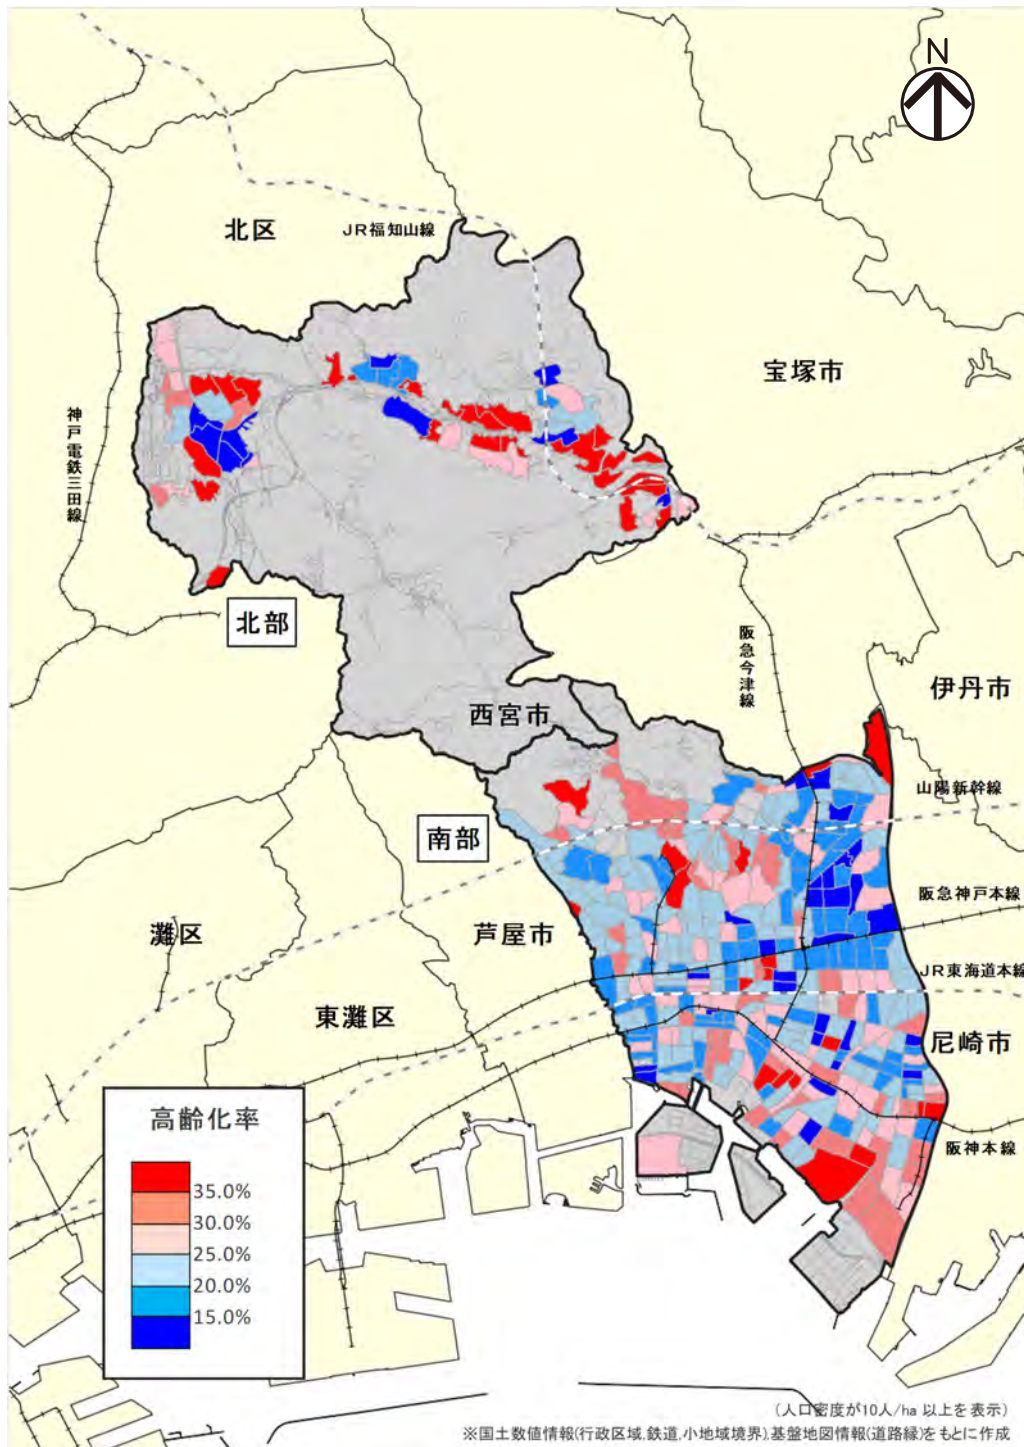 N
北区
JR福知山線
宝塚市
神戸電鉄三田線
北部
阪急今津線
伊丹市
西宮市
山陽新幹線
南部
阪急神戸本線
灘区
芦屋市
JR東海道本線
東灘区
尼崎市
高齢化率
35.0%
30.0%
25.0%
20.0%
15.0%
阪神本線
(人口密度が10人/ha 以上を表示)
※国土数値情報(行政区域,鉄道,小地域境界),基盤地図情報(道路縁)をもとに作成